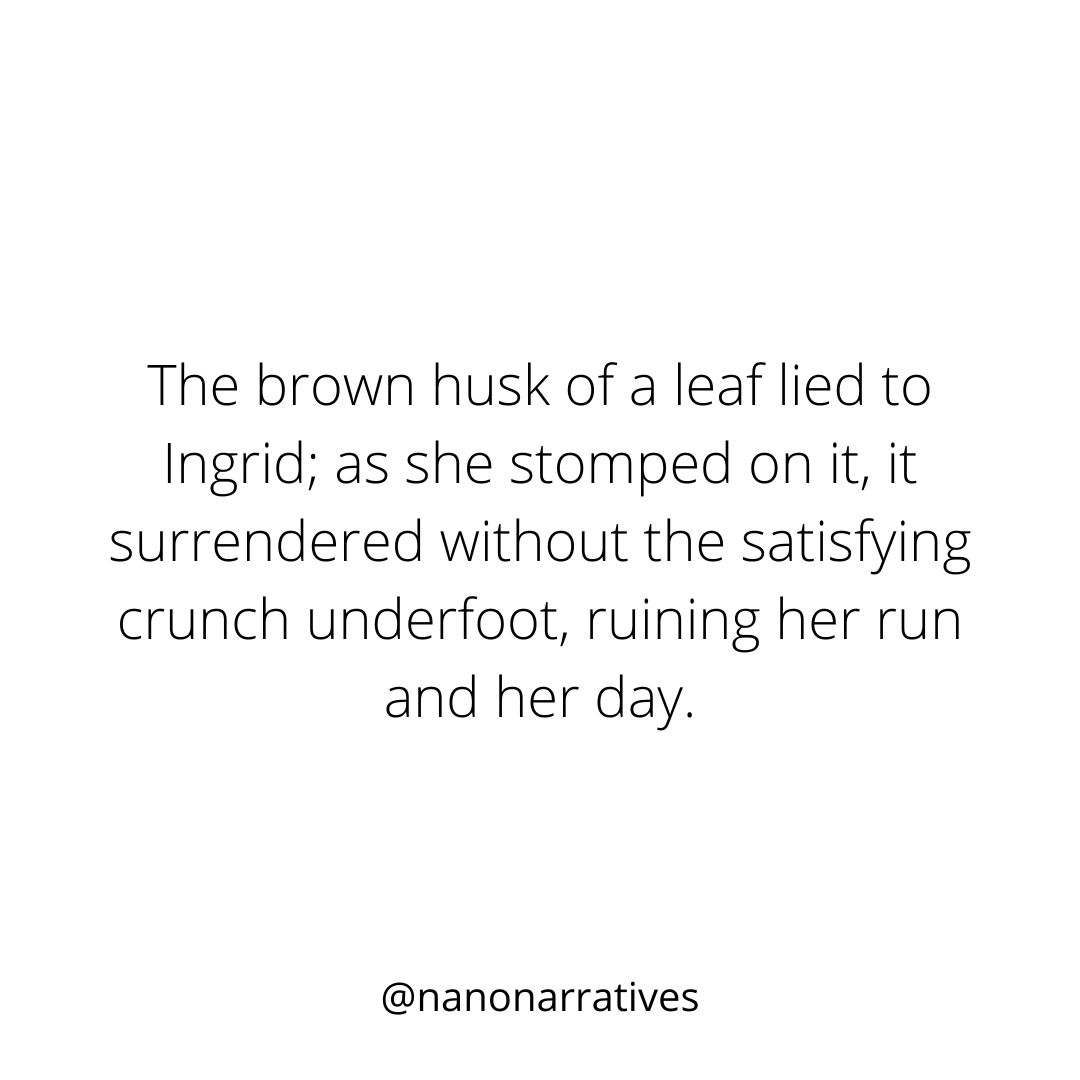 The brown husk of a leaf lied to
Ingrid; as she stomped on it, it
surrendered without the satisfying
crunch underfoot, ruining her run
and her day.
@nanonarratives